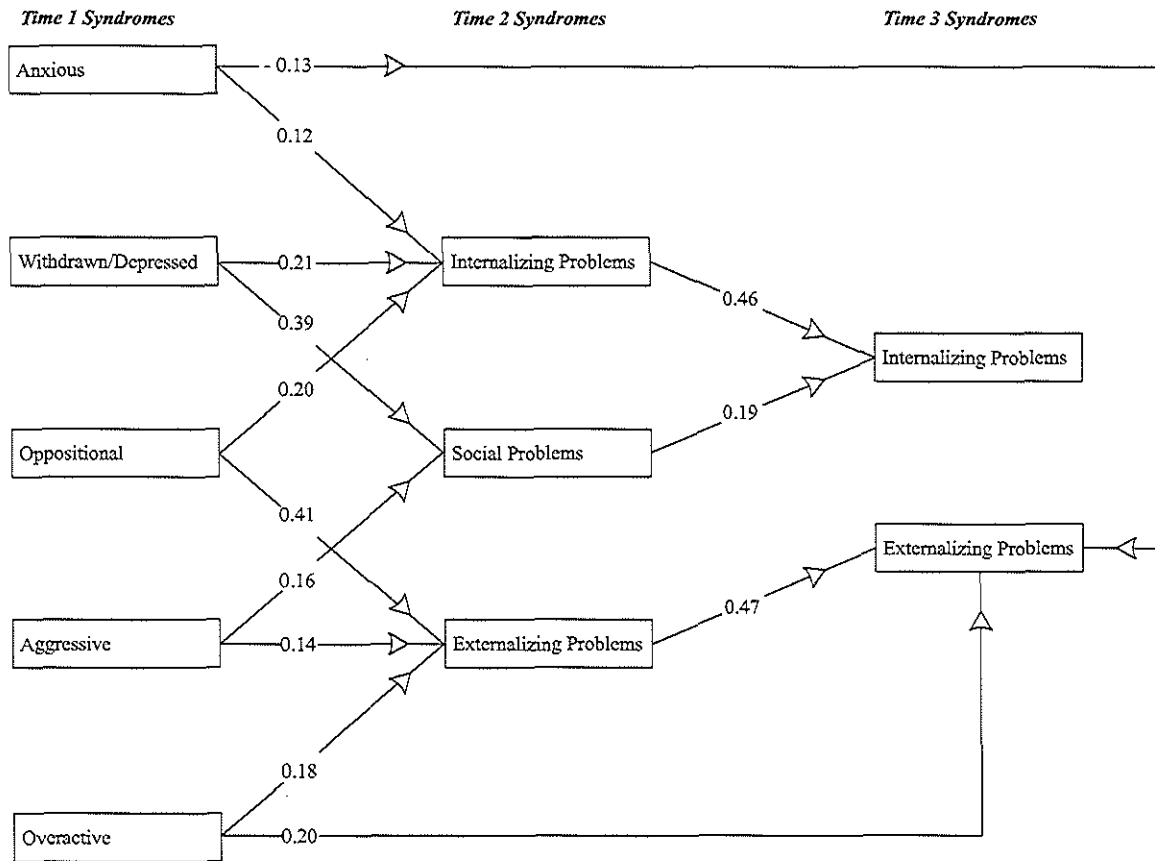 Time 1 Syndromes
Time 2 Syndromes
Time 3 Syndromes
Anxious
- 0.13
0.12
Withdrawn/Depressed
0.21
Internalizing Problems
0.39
0.46
Internalizing Problems
0.20
0.19
Oppositional
Social Problems
0.41
Externalizing Problems
0.16
0.47
Aggressive
0.14
Externalizing Problems
0.18
Overactive
0.20